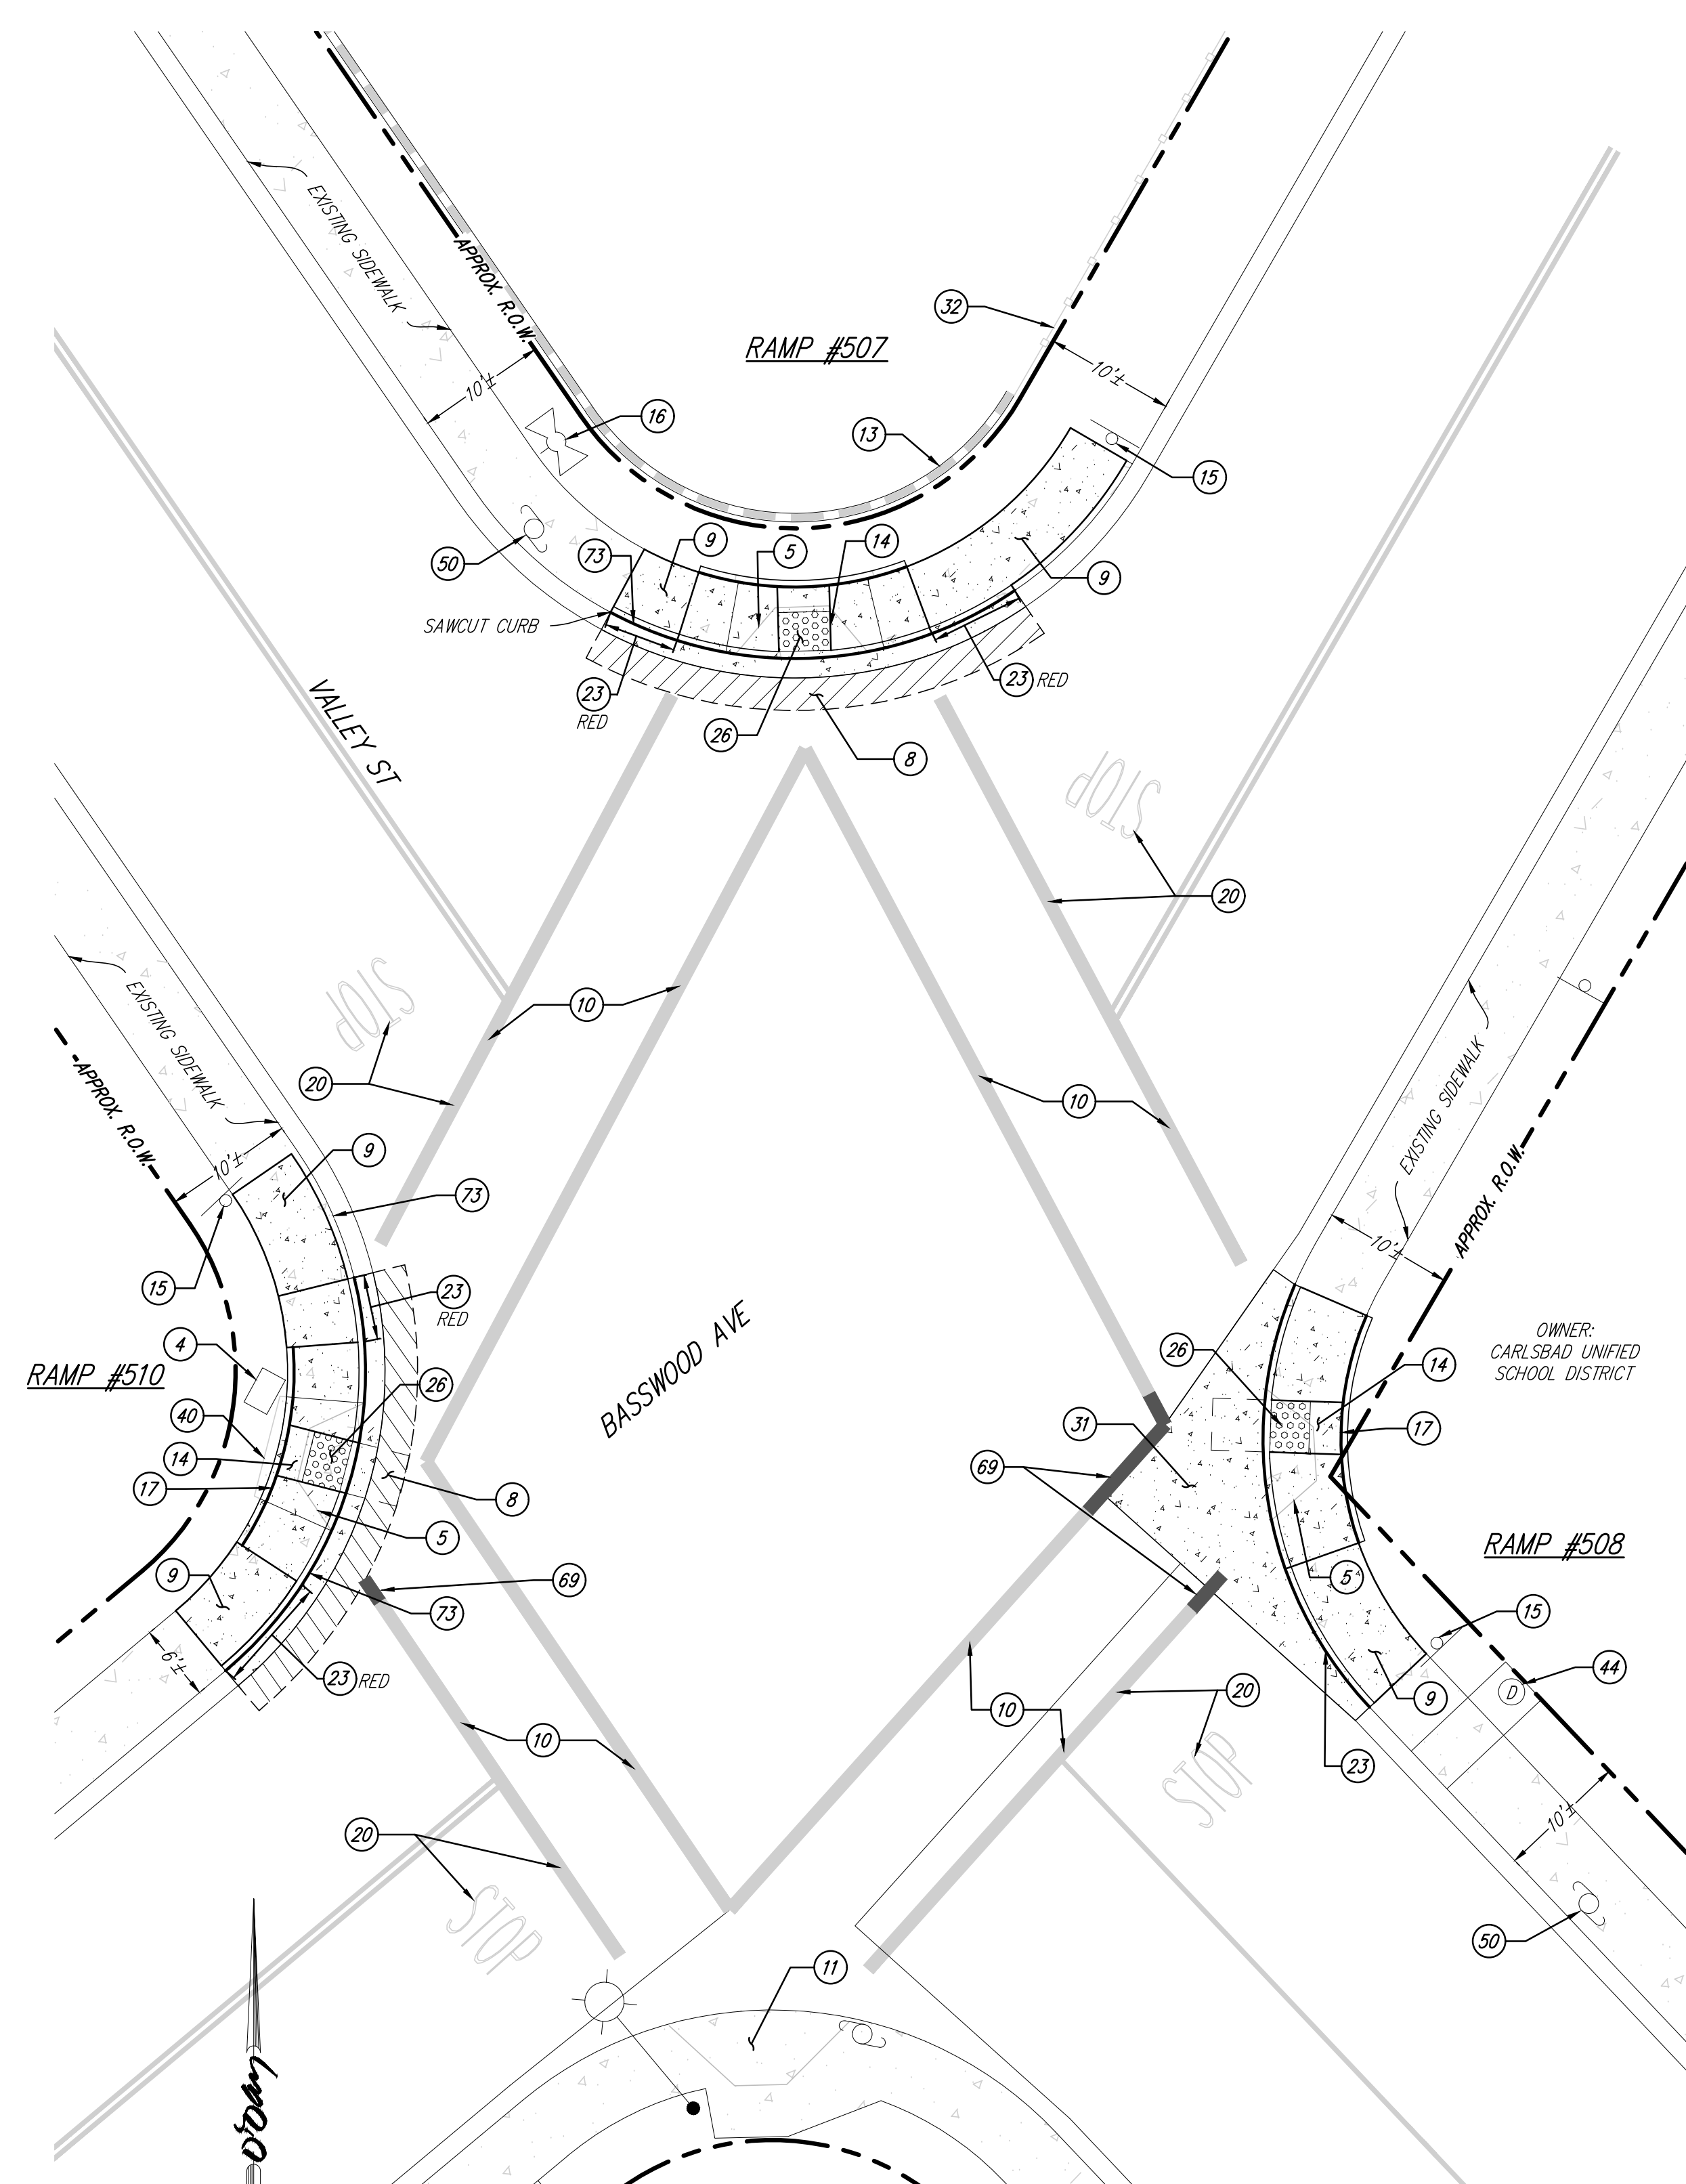 EXISTING SIDEWALK
APPROX. R.O.W.
32
RAMP #507
10'±
10'±
16
13
15
50
73
9
5
14
9
SAWCUT CURB
23
RED
23 RED
26
8
VALLEY ST
STOP
20
STOP
10
EXISTING SIDEWALK
20
10
EXISTING SIDEWALK
APPROX. R.O.W.
9
10'±
73
15
23
RED
4
RAMP #510
26
40
14
17
8
5
9
69
73
6'±
23 RED
BASSWOOD AVE
APPROX. R.O.W.
10'±
OWNER:
CARLSBAD UNIFIED
SCHOOL DISTRICT
26
14
31
17
69
RAMP #508
5
15
44
D
9
20
10
23
STOP
10'±
10
20
STOP
50
11